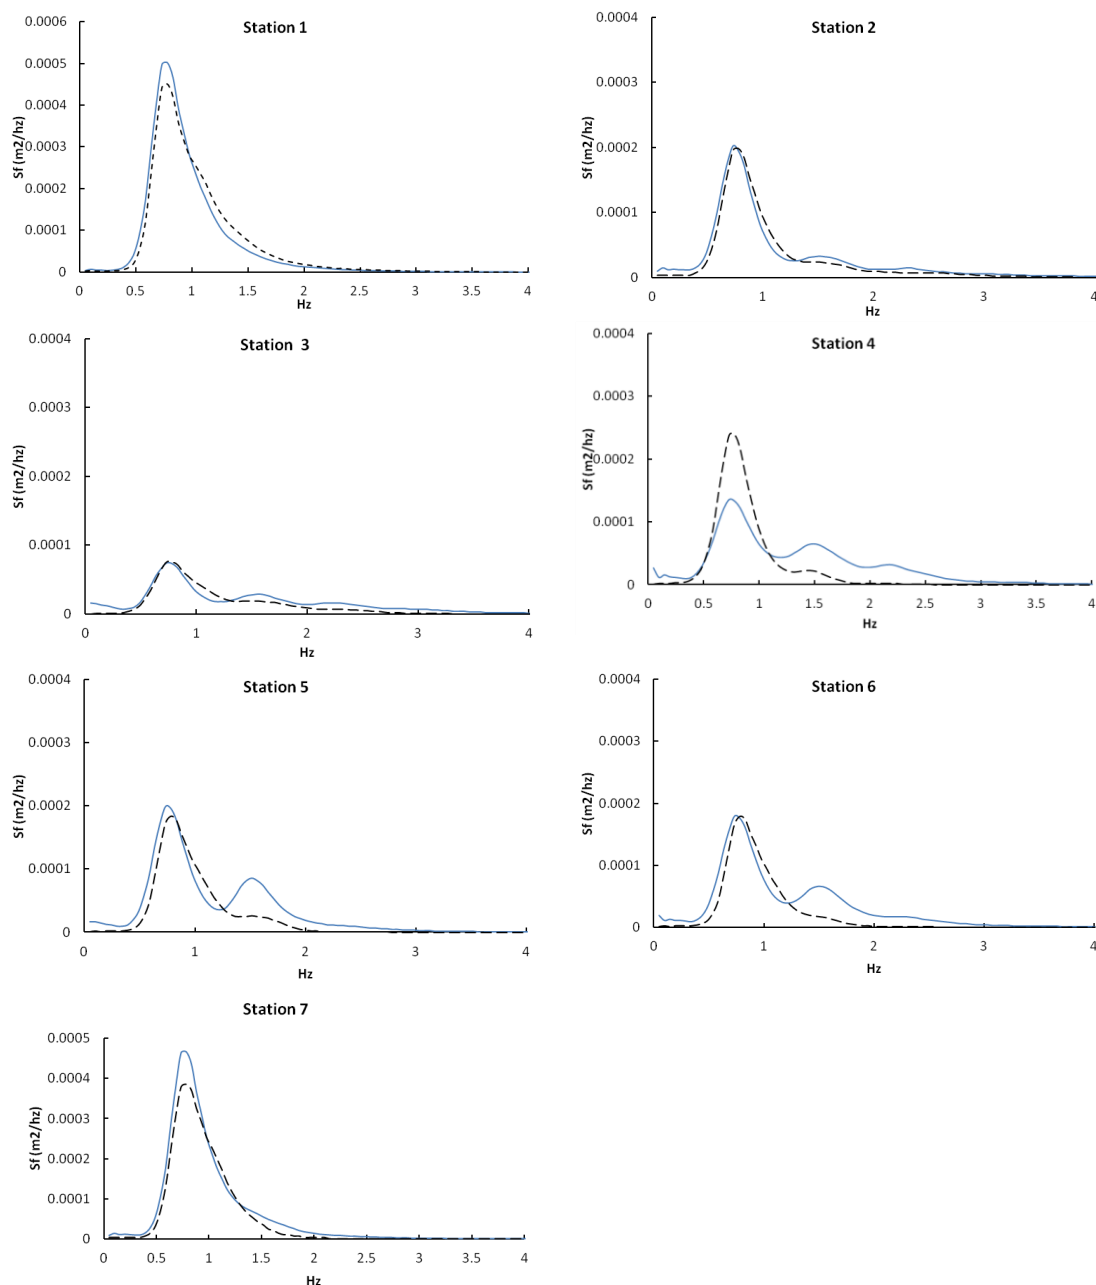 Station 1
0.0006
0.0005
0.0004
0.0003
0.0002
0.0001
0
Sf (m2/hz)
0 0.5 1 1.5 2 2.5 3 3.5 4
Hz
Station 2
0.0004
0.0003
0.0002
0.0001
0
Sf (m2/hz)
0 1 2 3 4
Hz
Station 3
0.0004
0.0003
0.0002
0.0001
0
Sf (m2/hz)
0 1 2 3 4
Hz
Station 4
0.0004
0.0003
0.0002
0.0001
0
Sf (m2/hz)
0 0.5 1 1.5 2 2.5 3 3.5 4
Hz
Station 5
0.0004
0.0003
0.0002
0.0001
0
Sf (m2/hz)
0 1 2 3 4
Hz
Station 6
0.0004
0.0003
0.0002
0.0001
0
Sf (m2/hz)
0 1 2 3 4
Hz
Station 7
0.0005
0.0004
0.0003
0.0002
0.0001
0
Sf (m2/hz)
0 0.5 1 1.5 2 2.5 3 3.5 4
Hz